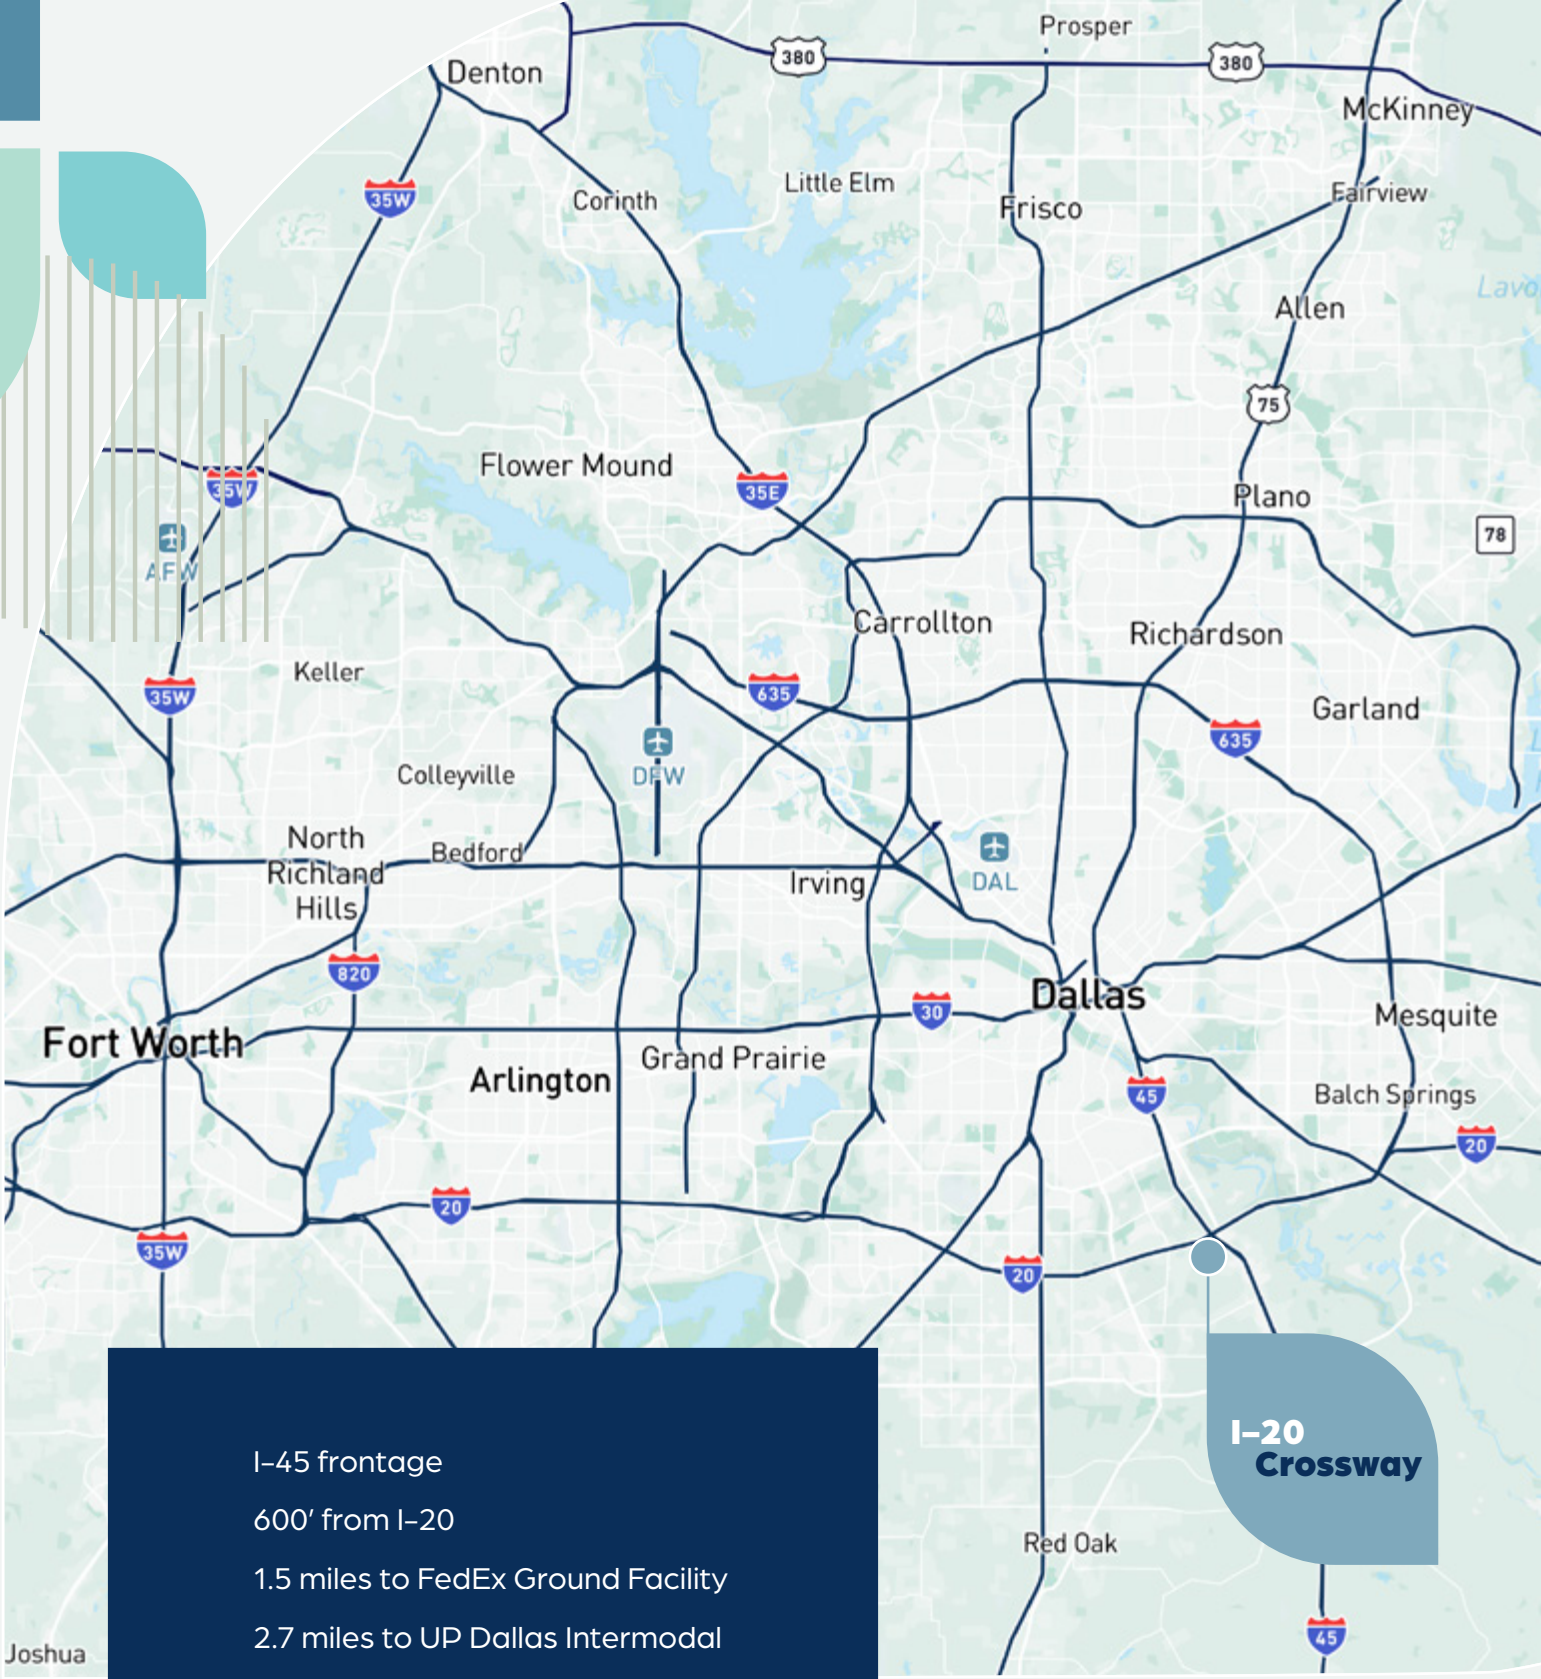 Prosper
380
380
Denton
McKinney
35W
Corinth
Little Elm
Fairview
Frisco
Lavo
Allen
75
Flower Mound
35W
35E
Plano
78
AFW
Carrollton
Richardson
Keller
35W
635
Garland
635
Colleyville
DFW
North
Richland
Hills
Bedford
Irving
DAL
820
Dallas
30
Mesquite
Fort Worth
Grand Prairie
Arlington
45
Balch Springs
20
20
35W
20
I-20
Crossway
I-45 frontage
600’ from I-20
1.5 miles to FedEx Ground Facility
2.7 miles to UP Dallas Intermodal
Red Oak
45
Joshua